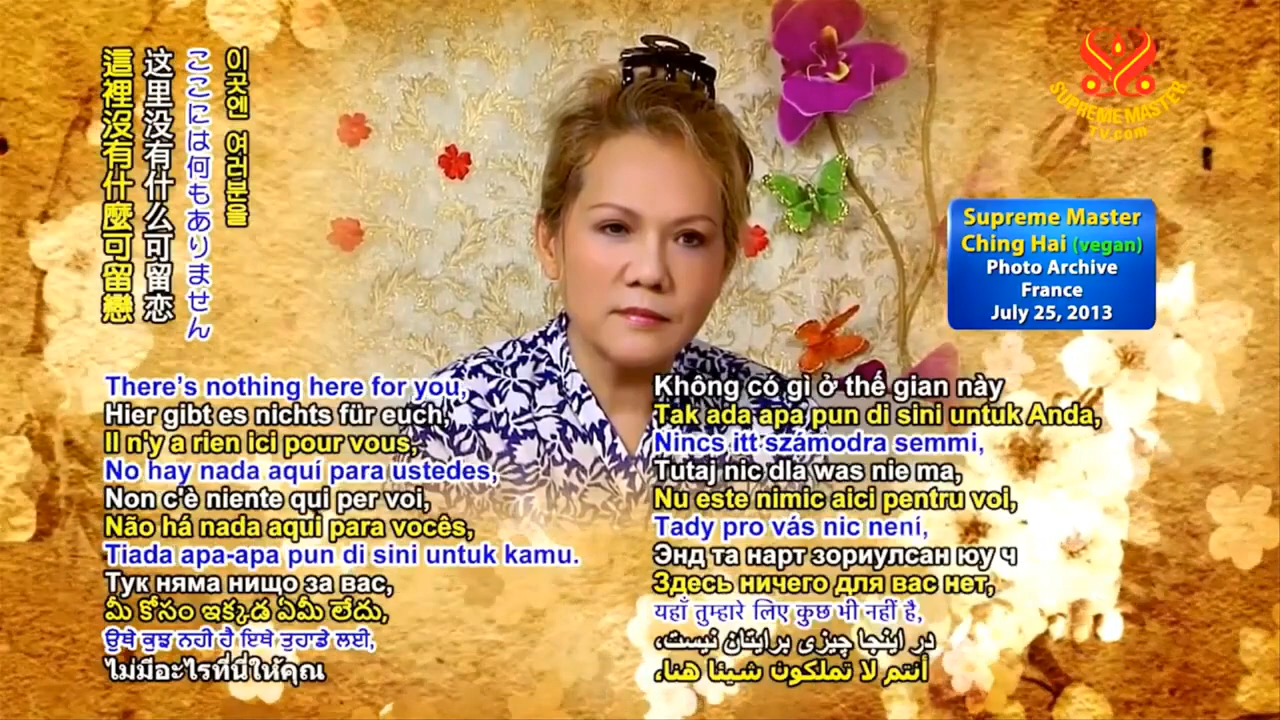 이곳엔 여러분을
ここには何もありません
这里没有什么可留恋
這裡沒有什麼可留戀
SUPREME MASTER
TV.com
Supreme Master
Ching Hai (vegan)
Photo Archive
France
July 25, 2013
There's nothing here for you,
Hier gibt es nichts für euch,
Il n'y a rien ici pour vous,
No hay nada aquí para ustedes,
Non c'è niente qui per voi,
Não há nada aqui para vocês,
Tiada apa-apa pun di sini untuk kamu.
Тук няма нищо за вас,
మీ కోసం ఇక్కడ ఏమీ లేదు,
ਉਥੇ ਕੁਝ ਨਹੀ ਹੈ ਇਥੇ ਤੁਹਾਡੇ ਲਈ,
ไม่มีอะไรที่นี่ให้คุณ
Không có gì ở thế gian này
Tak ada apa pun di sini untuk Anda,
Nincs itt számodra semmi,
Tutaj nic dla was nie ma,
Nu este nimic aici pentru voi,
Tady pro vás nic není,
Энд та нарт зориулсан юу ч
Здесь ничего для вас нет,
यहाँ तुम्हारे लिए कुछ भी नहीं है,
در اینجا چیزی برایتان نیست،
أنتم لا تملكون شيئا هنا،